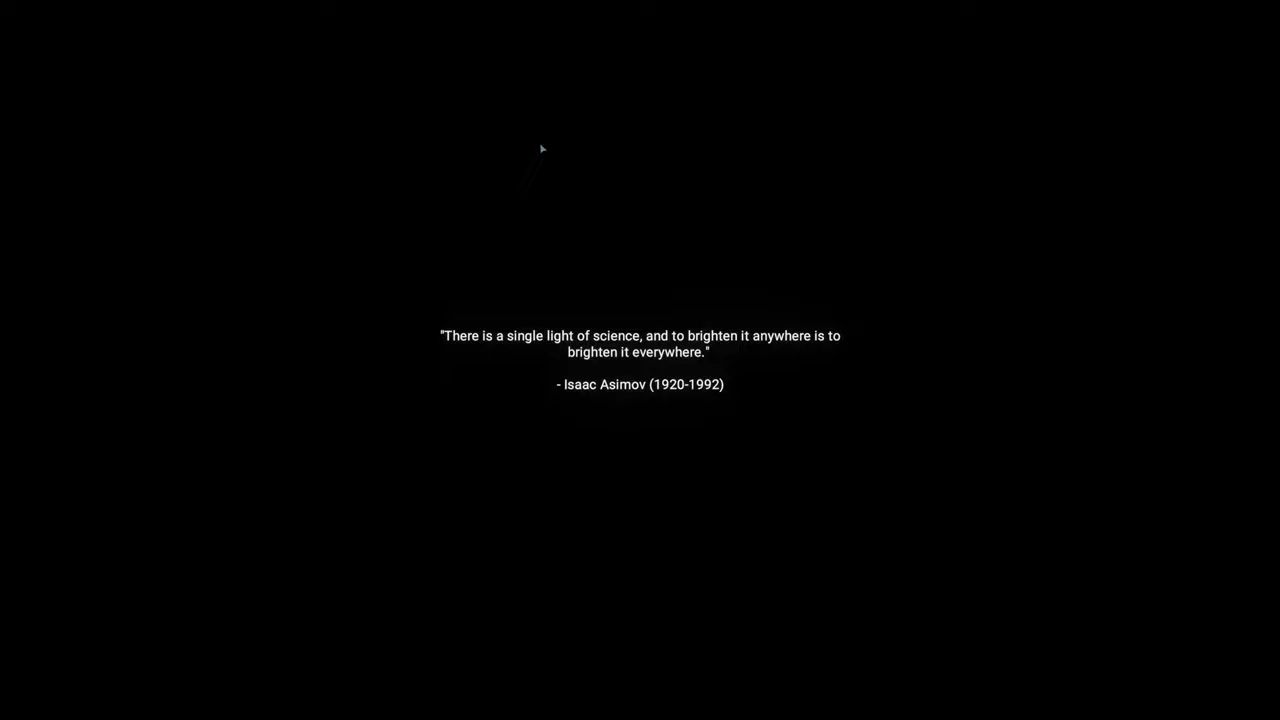 "There is a single light of science, and to brighten it anywhere is to
brighten it everywhere."
- Isaac Asimov (1920-1992)